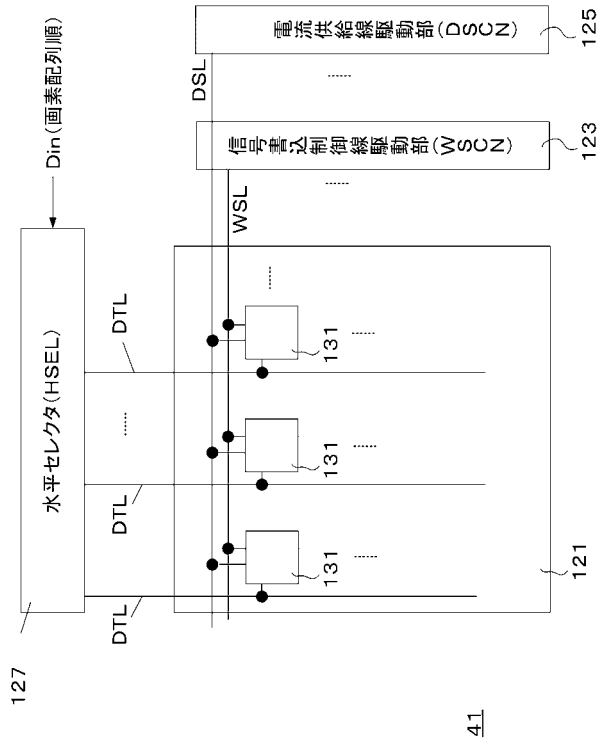 127
水平セレクタ(HSEL)
Din(画素配列順)
DTL
DTL
........
DTL
DSL
WSL
........
........
131
131
131
........
........
........
........
信号書込制御線駆動部(WSCN)
123
電流供給線駆動部(DSCN)
125
121
41